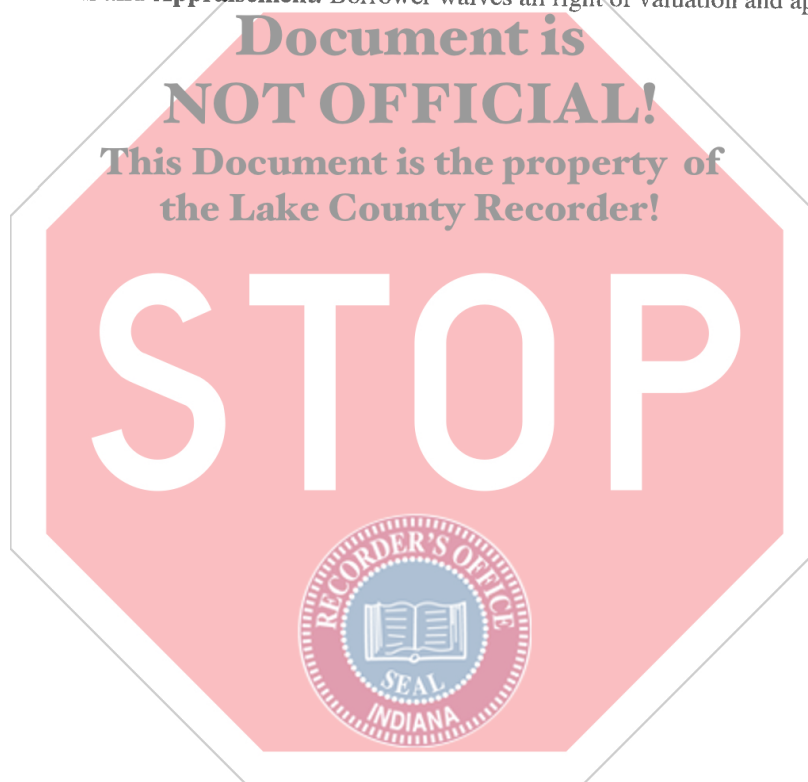 Appraisement. Borrower waives all right of valuation and ap
Document is
NOT OFFICIAL!
This Document is the property of
the Lake County Recorder!
STOP
RECORDER'S OFFICE
SEAL
INDIANA